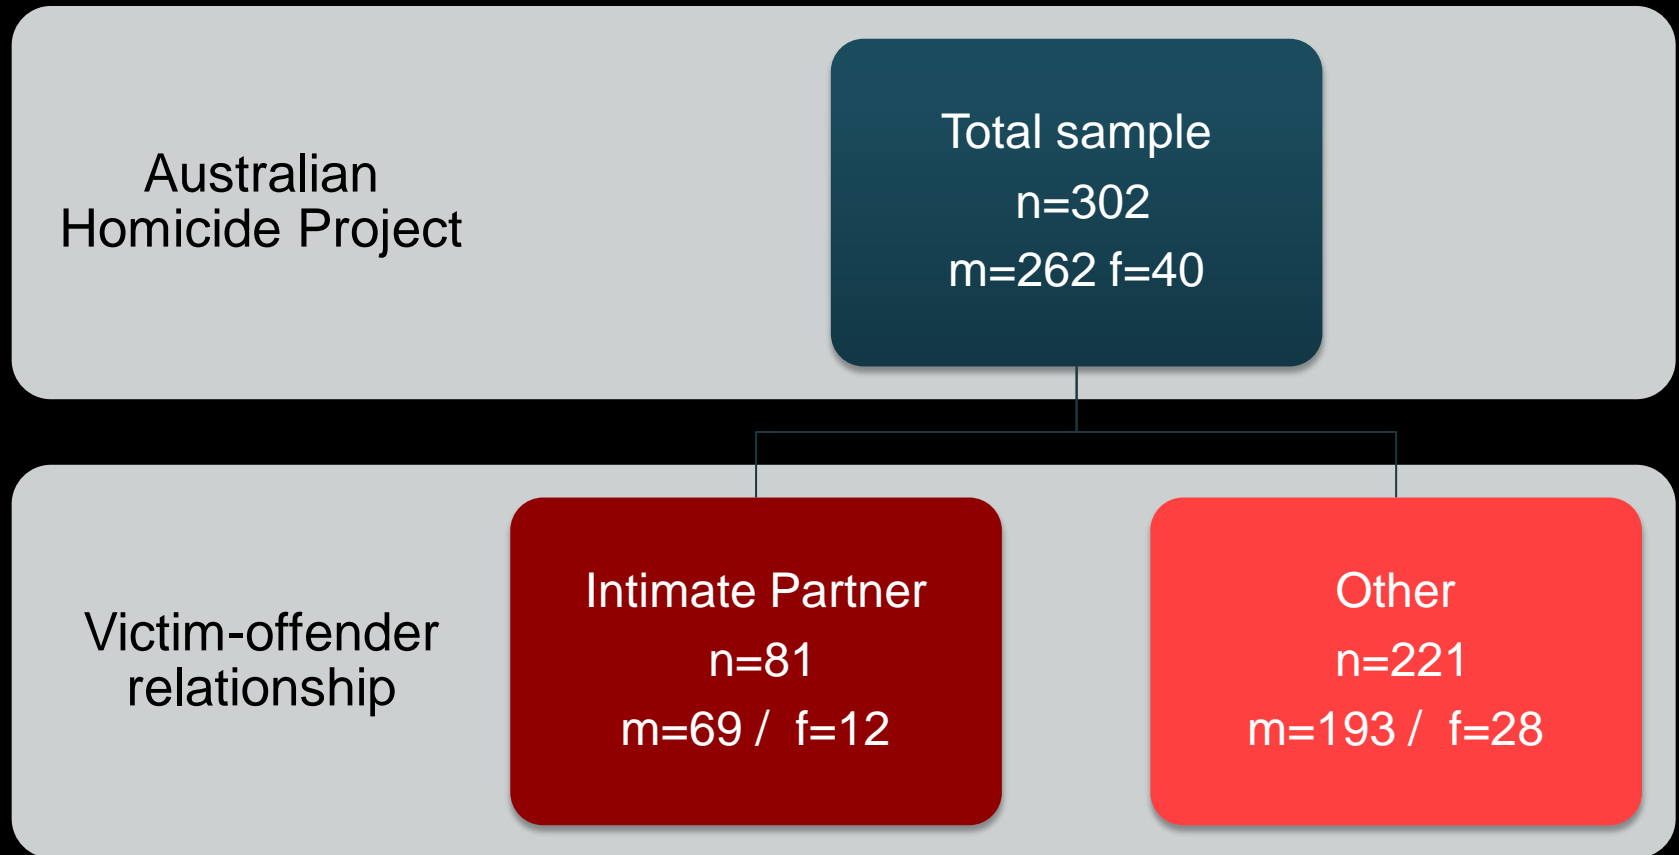 Australian
Homicide Project
Total sample
n=302
m=262 f=40
Victim-offender
relationship
Intimate Partner
n=81
m=69 /  f=12
Other
n=221
m=193 /  f=28